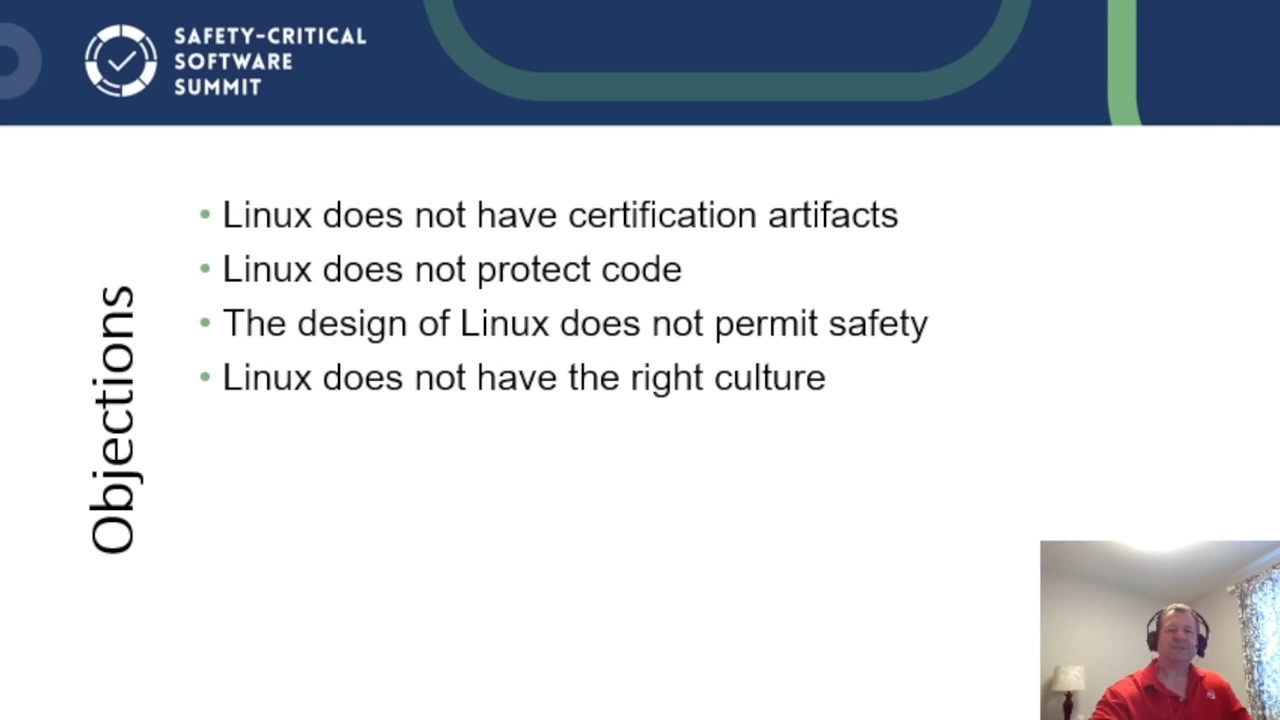 SAFETY-CRITICAL
SOFTWARE
SUMMIT
Objections
• Linux does not have certification artifacts
• Linux does not protect code
• The design of Linux does not permit safety
• Linux does not have the right culture